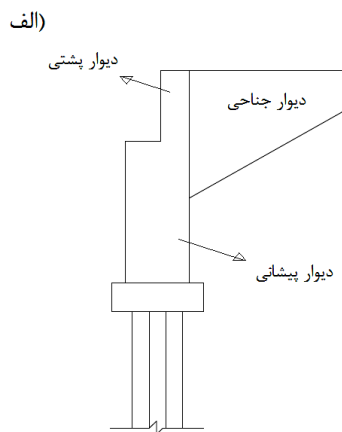 الف)
دیوار پشتی
دیوار جناحی
دیوار پیشانی